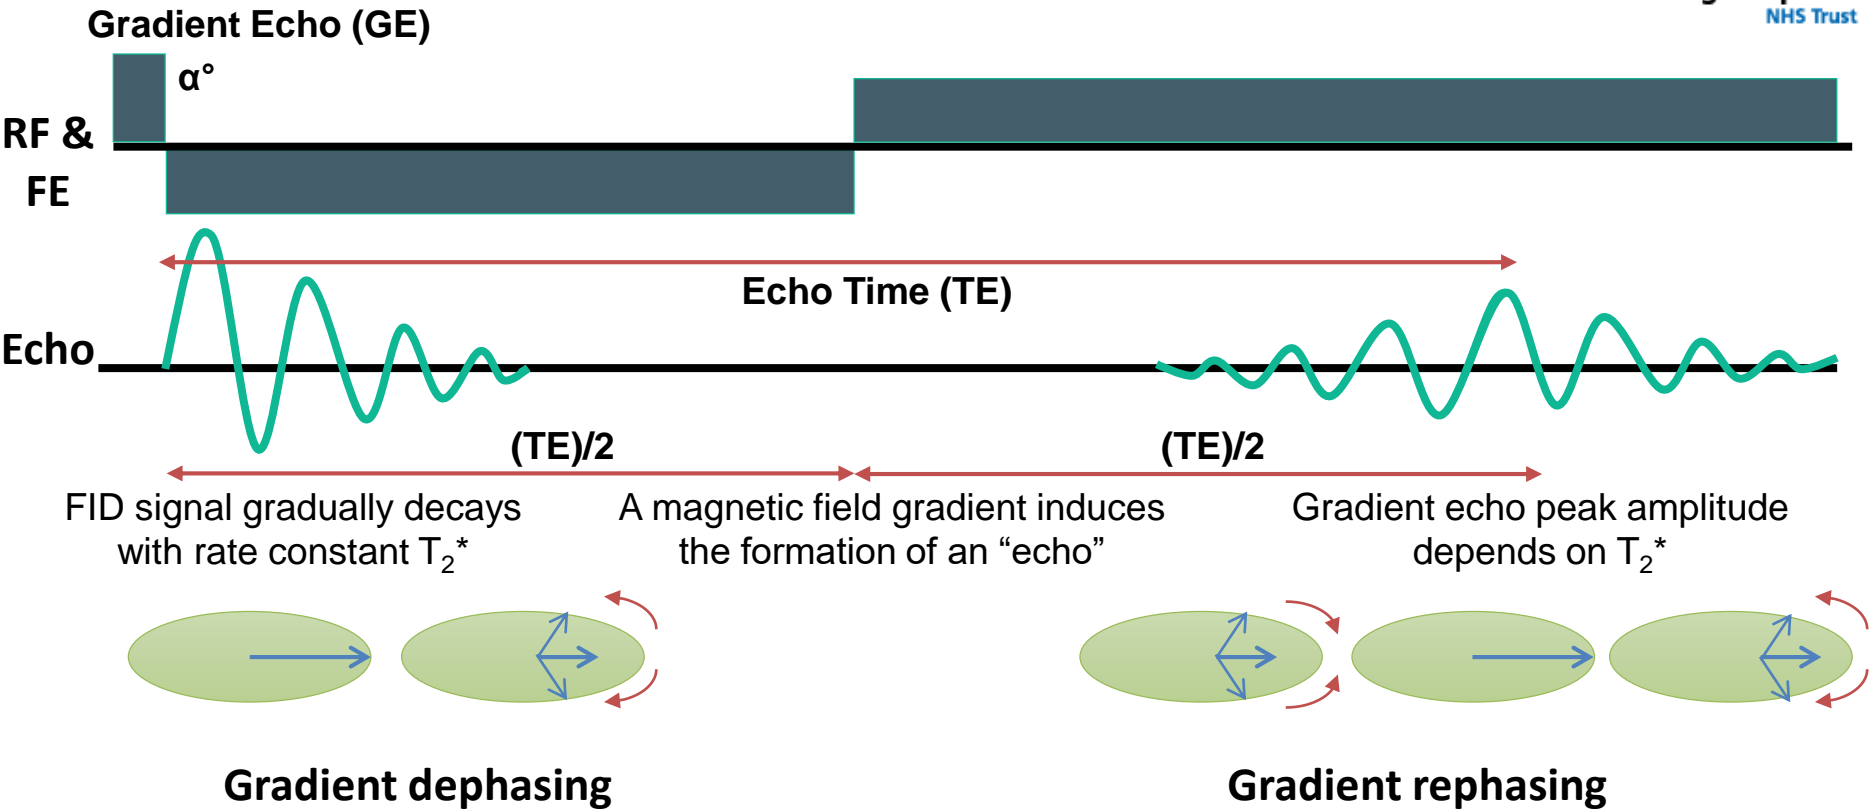 NHS Trust
Gradient Echo (GE)
α°
RF &
FE
Echo Time (TE)
Echo
(TE)/2
(TE)/2
FID signal gradually decays
with rate constant T₂*
A magnetic field gradient induces
the formation of an “echo”
Gradient echo peak amplitude
depends on T₂*
Gradient dephasing
Gradient rephasing